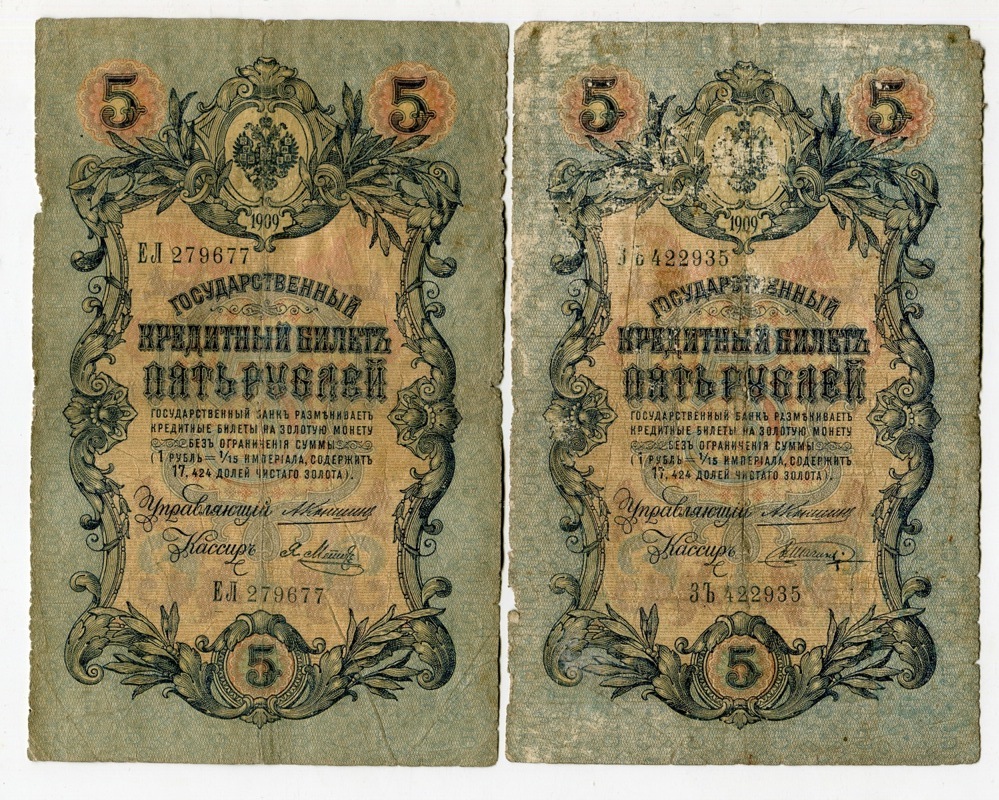 5 5
1909
ЕЛ 279677
ГОСУДАРСТВЕННЫЙ
КРЕДИТНЫЙ БИЛЕТЪ
ПЯТЬ РУБЛЕЙ
ГОСУДАРСТВЕННЫЙ БАНКЪ РАЗМѢНИВАЕТЪ
КРЕДИТНЫЕ БИЛЕТЫ НА ЗОЛОТУЮ МОНЕТУ
БЕЗЪ ОГРАНИЧЕНІЯ СУММЫ
(1 РУБЛЬ = 1/15 ИМПЕРІАЛА, СОДЕРЖИТЪ
17,424 ДОЛЕЙ ЧИСТАГО ЗОЛОТА).
Управляющій
Кассиръ
ЕЛ 279677
5
5 5
1909
ЗЪ 422935
ГОСУДАРСТВЕННЫЙ
КРЕДИТНЫЙ БИЛЕТЪ
ПЯТЬ РУБЛЕЙ
ГОСУДАРСТВЕННЫЙ БАНКЪ РАЗМѢНИВАЕТЪ
КРЕДИТНЫЕ БИЛЕТЫ НА ЗОЛОТУЮ МОНЕТУ
БЕЗЪ ОГРАНИЧЕНІЯ СУММЫ
(1 РУБЛЬ = 1/15 ИМПЕРІАЛА, СОДЕРЖИТЪ
17,424 ДОЛЕЙ ЧИСТАГО ЗОЛОТА).
Управляющій
Кассиръ
ЗЪ 422935
5